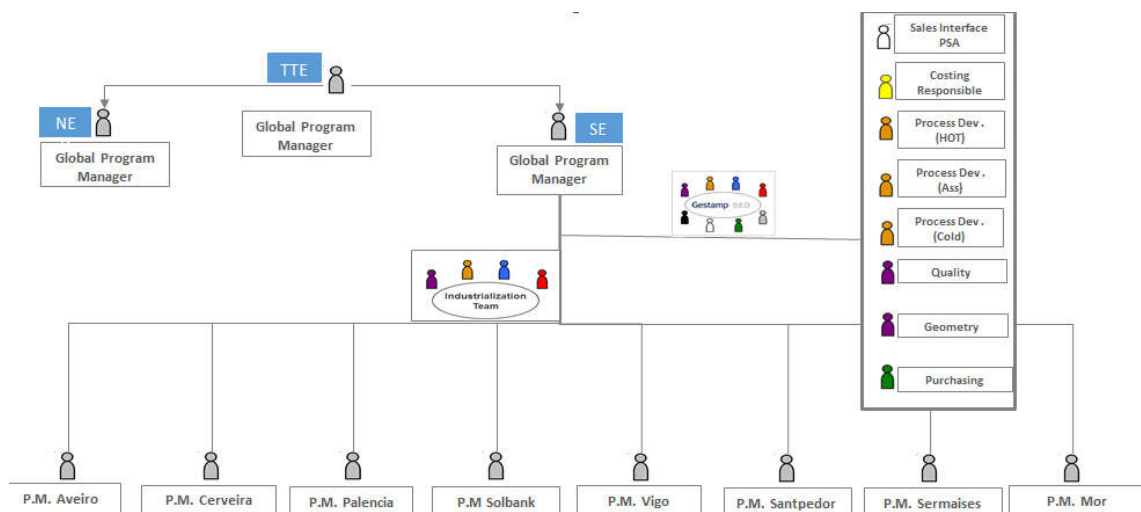 TTE
NE
SE
Global Program
Manager
Global Program
Manager
Global Program
Manager
Gestamp SED
Industrialization
Team
Sales Interface
PSA
Costing
Responsible
Process Dev.
(HOT)
Process Dev.
(Ass)
Process Dev.
(Cold)
Quality
Geometry
Purchasing
P.M. Aveiro
P.M. Cerveira
P.M. Palencia
P.M Solbank
P.M. Vigo
P.M. Santpedor
P.M. Sermaises
P.M. Mor